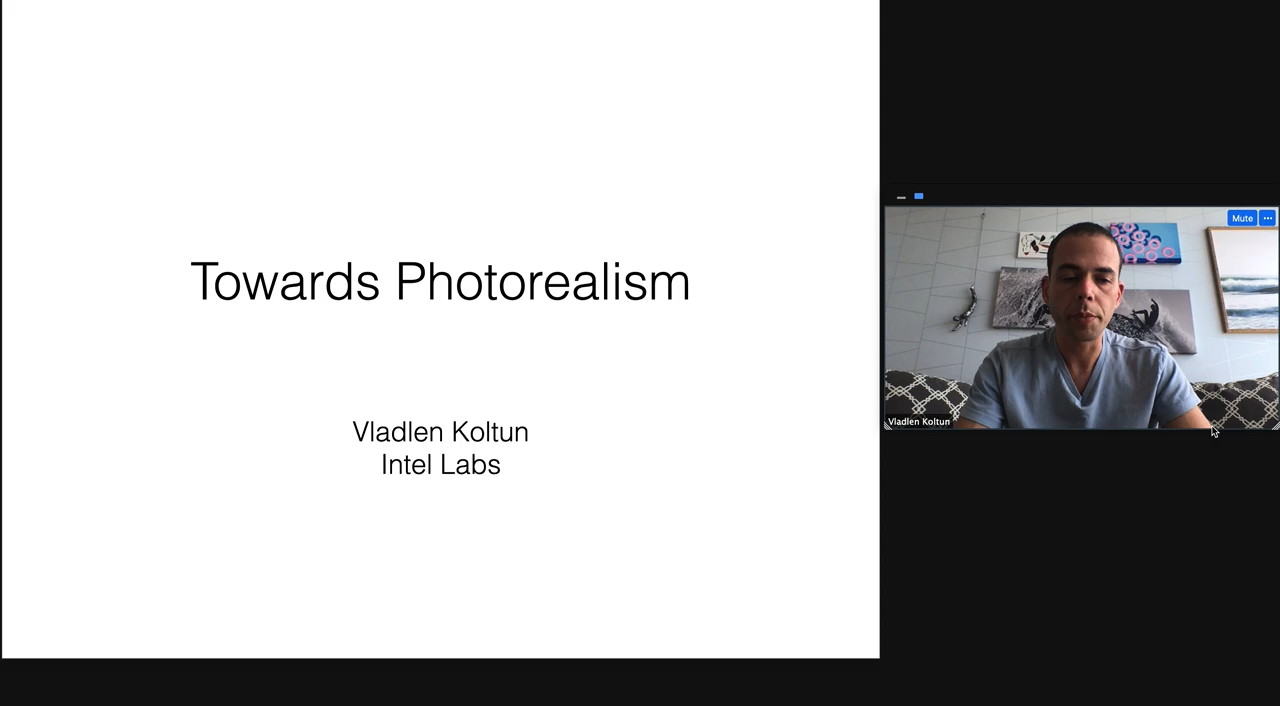 Towards Photorealism
Vladlen Koltun
Intel Labs
Mute
Vladlen Koltun